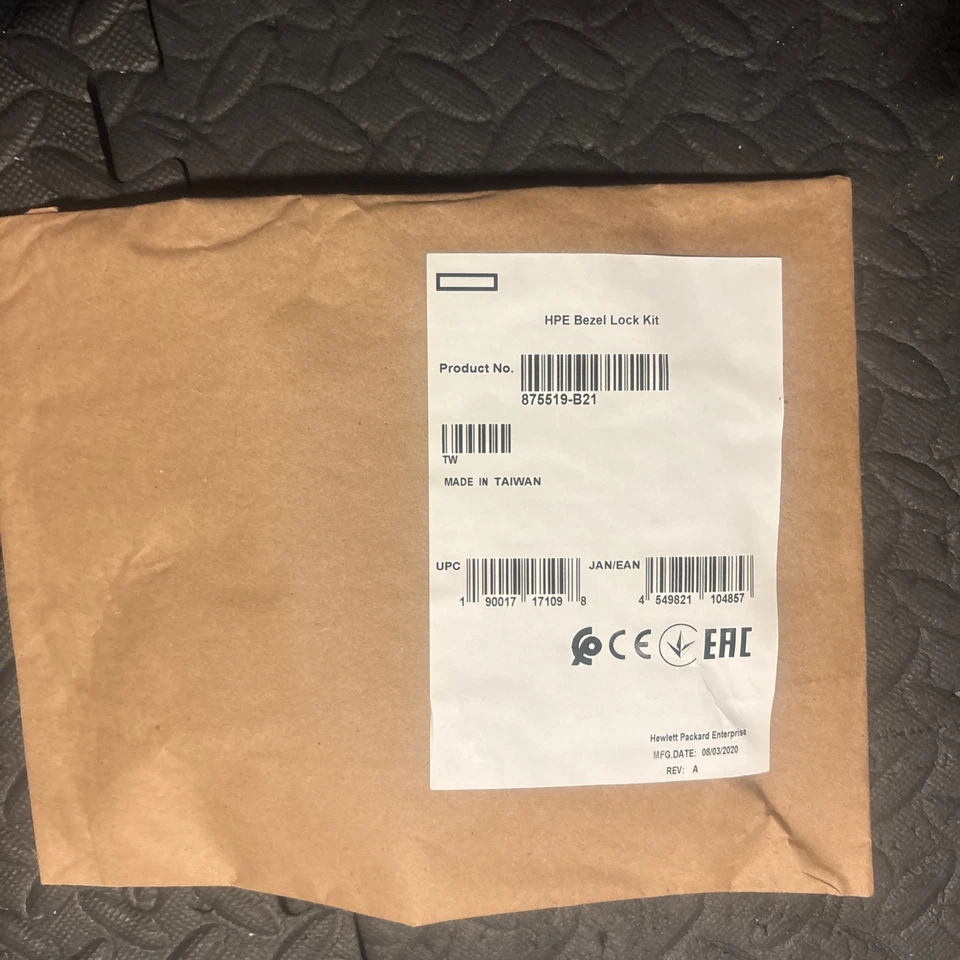 HPE Bezel Lock Kit
Product No.
875519-B21
TW
MADE IN TAIWAN
UPC
1 90017 17109 8
JAN/EAN
4 549821 104857
CE EAC
Hewlett Packard Enterprise
MFG.DATE: 08/03/2020
REV: A